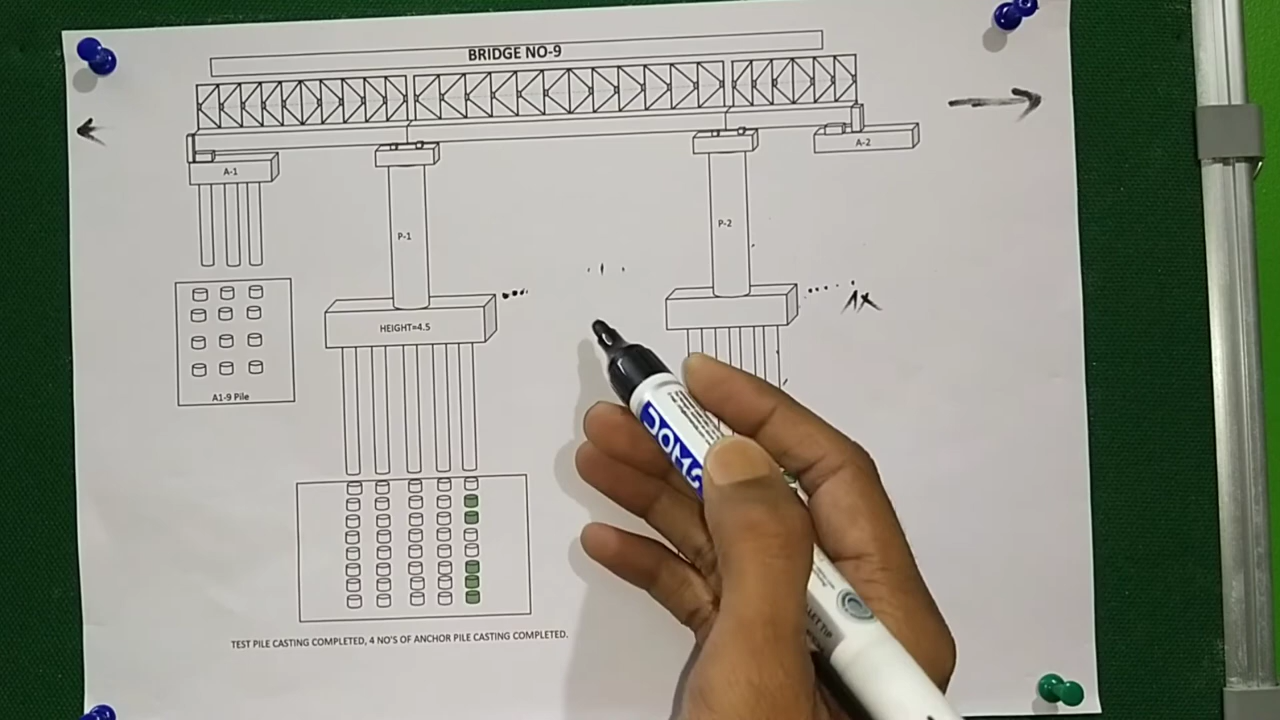 BRIDGE NO-9
A-1
A-2
P-1
P-2
HEIGHT=4.5
A1-9 Pile
TEST PILE CASTING COMPLETED, 4 NO'S OF ANCHOR PILE CASTING COMPLETED.
DOMS